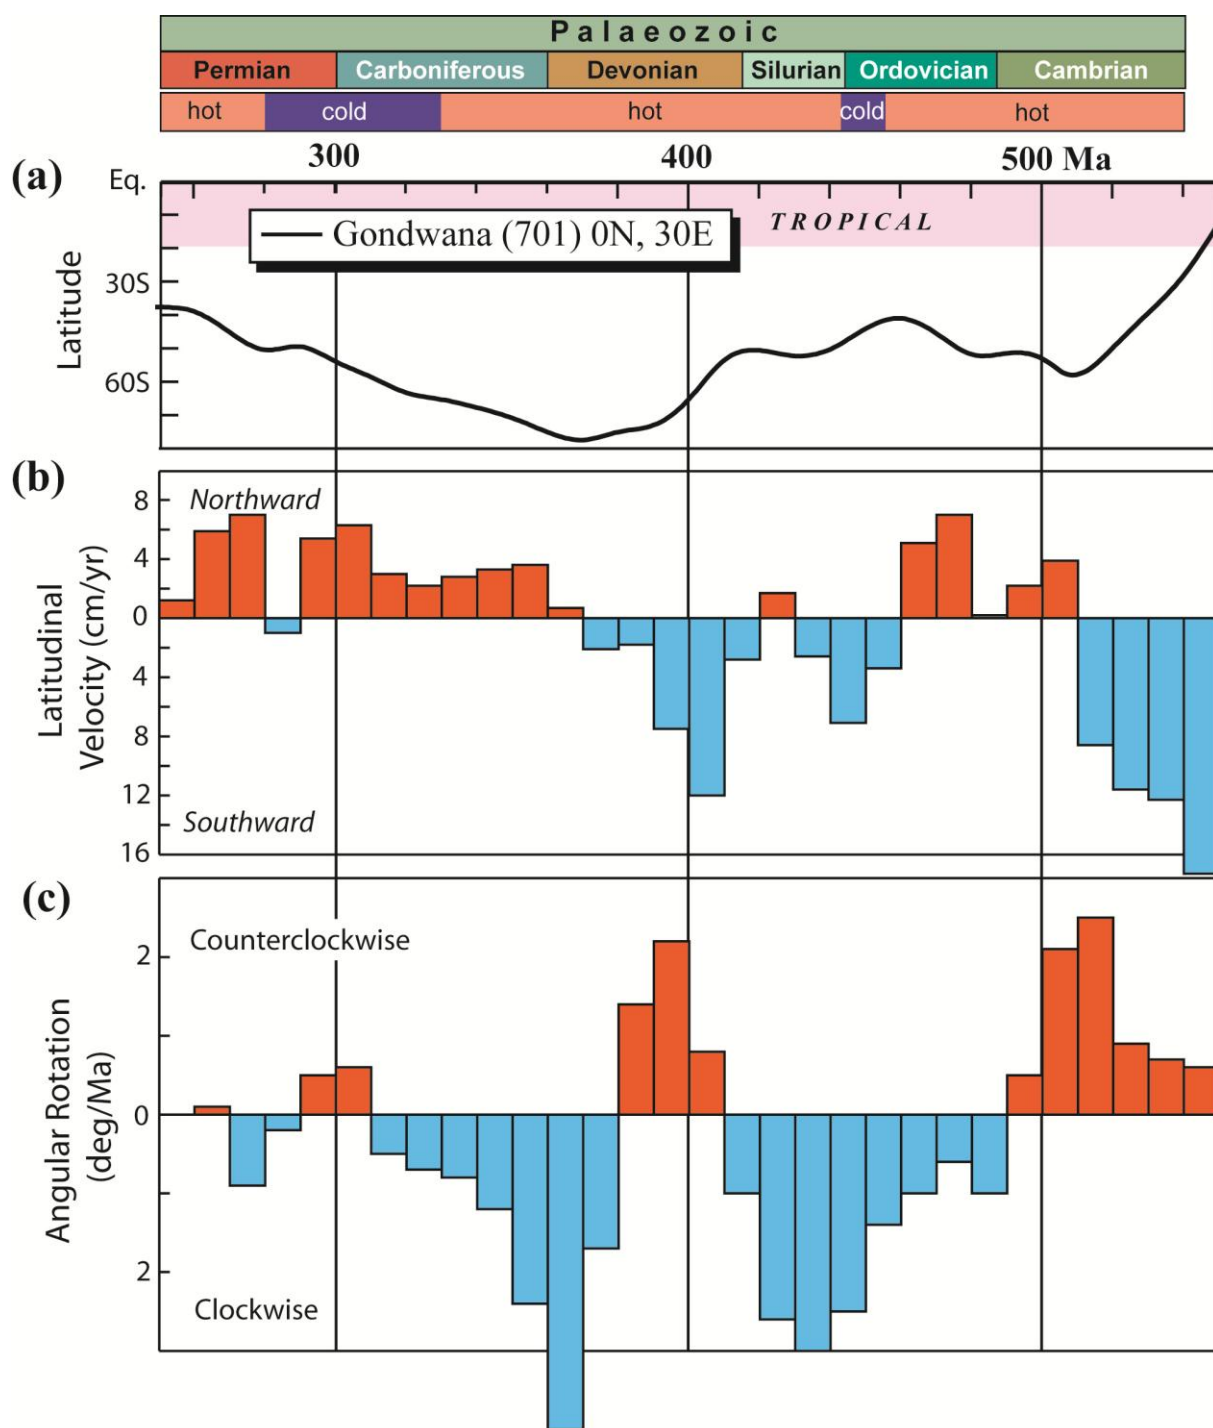 Palaeozoic
Permian Carboniferous Devonian Silurian Ordovician Cambrian
hot cold hot cold hot
300 400 500 Ma
(a)
Eq.
TROPICAL
Gondwana (701) 0N, 30E
30S
60S
Latitude
(b)
Northward
8
4
0
4
8
12
16
Southward
Latitudinal
Velocity (cm/yr)
(c)
Counterclockwise
2
0
2
Clockwise
Angular Rotation
(deg/Ma)